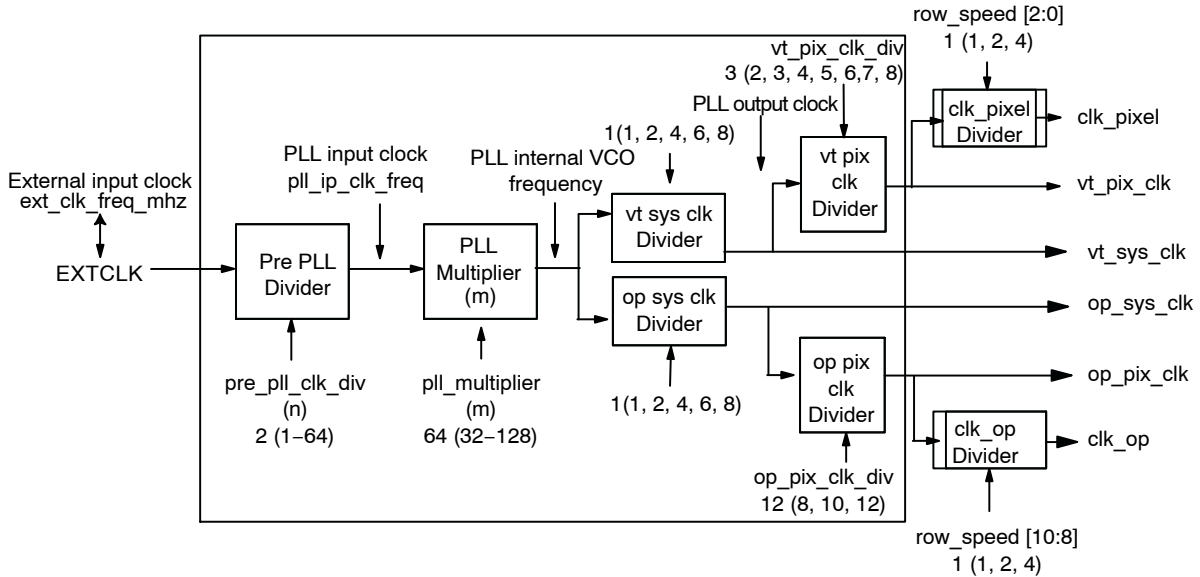 row_speed [2:0]
1 (1, 2, 4)
vt_pix_clk_div
3 (2, 3, 4, 5, 6,7, 8)
PLL output clock
clk_pixel
Divider
clk_pixel
1(1, 2, 4, 6, 8)
PLL input clock
pll_ip_clk_freq
PLL internal VCO
frequency
vt pix
clk
Divider
vt_pix_clk
External input clock
ext_clk_freq_mhz
vt sys clk
Divider
vt_sys_clk
EXTCLK
Pre PLL
Divider
PLL
Multiplier
(m)
op sys clk
Divider
op_sys_clk
op pix
clk
Divider
op_pix_clk
pre_pll_clk_div
(n)
2 (1−64)
pll_multiplier
(m)
64 (32−128)
1(1, 2, 4, 6, 8)
clk_op
Divider
clk_op
op_pix_clk_div
12 (8, 10, 12)
row_speed [10:8]
1 (1, 2, 4)